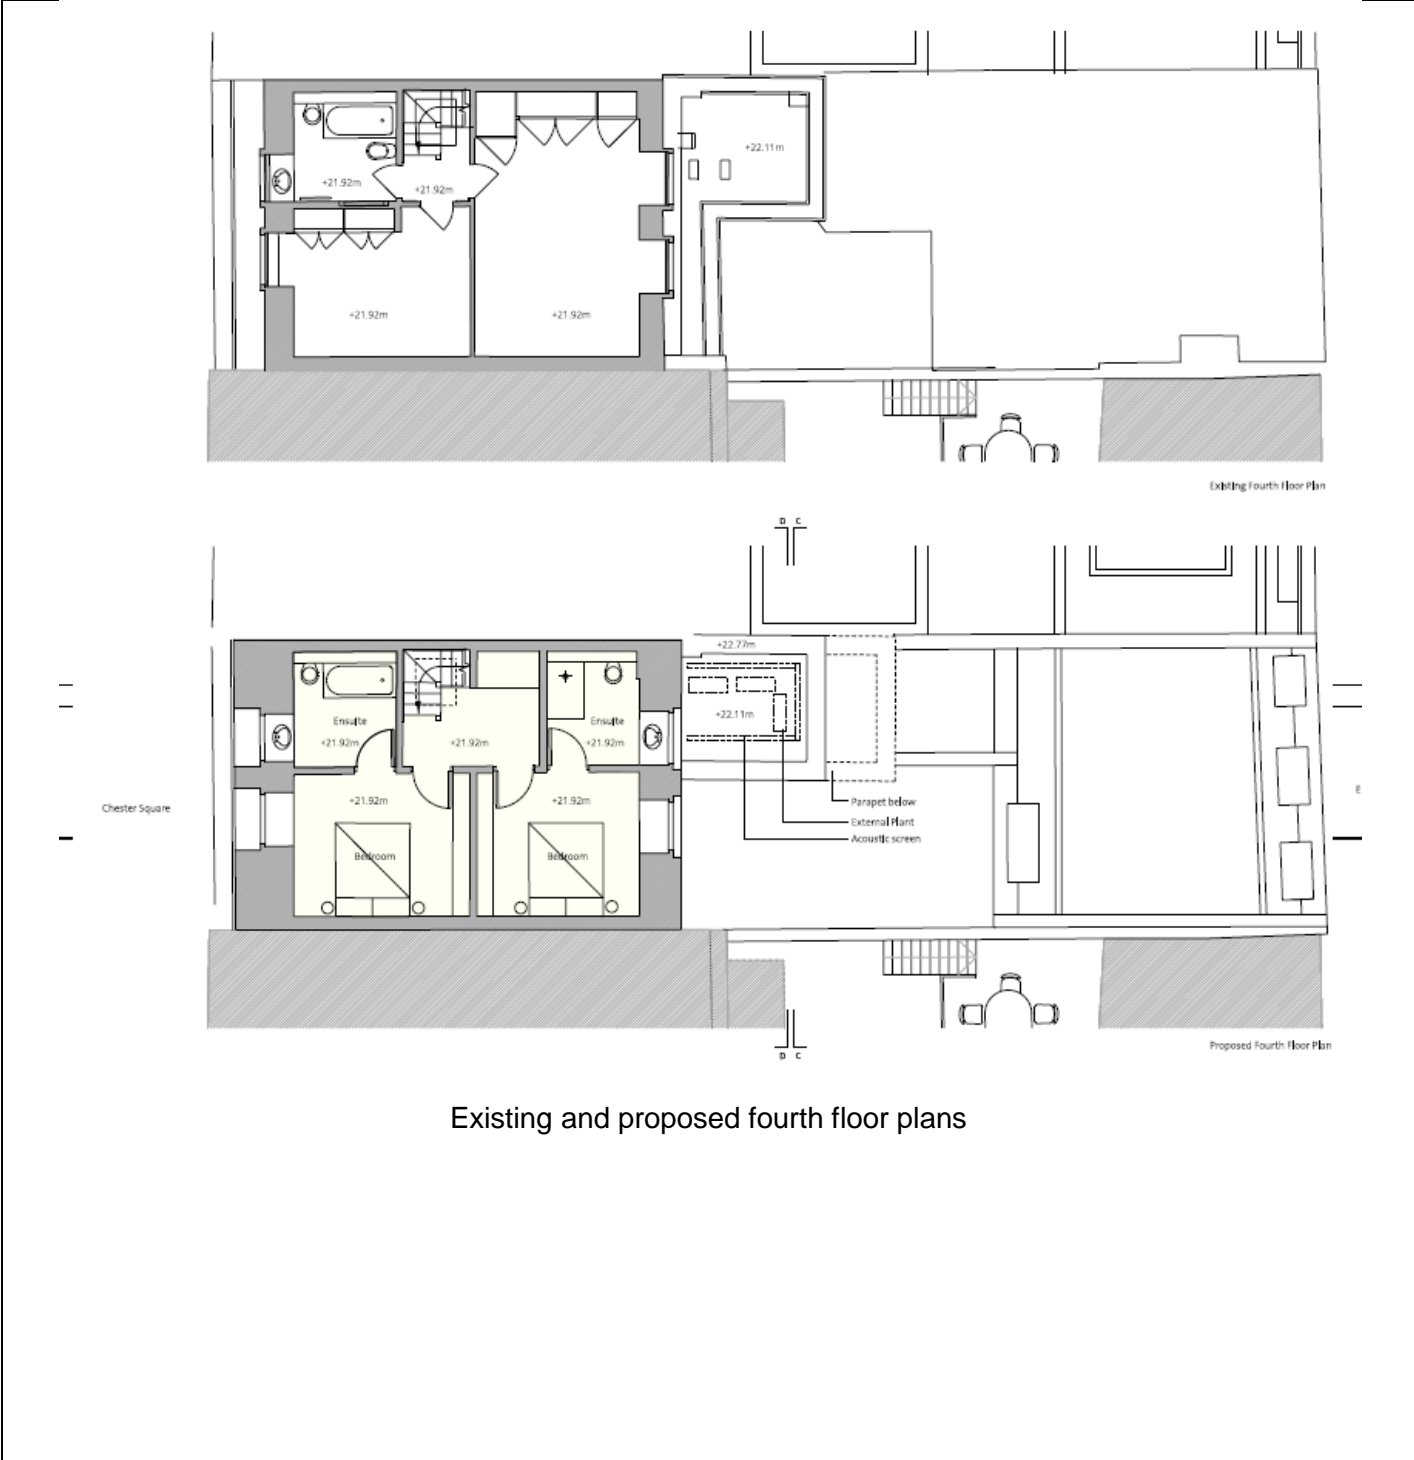 +22.11m
+21.92m
+21.92m
+21.92m
+21.92m
Existing Fourth Floor Plan
D C
+22.77m
+22.11m
Ensuite
+21.92m
+21.92m
Ensuite
+21.92m
Chester Square
+21.92m
+21.92m
Parapet below
External Plant
Acoustic screen
Bedroom
Bedroom
D C
Proposed Fourth Floor Plan
Existing and proposed fourth floor plans